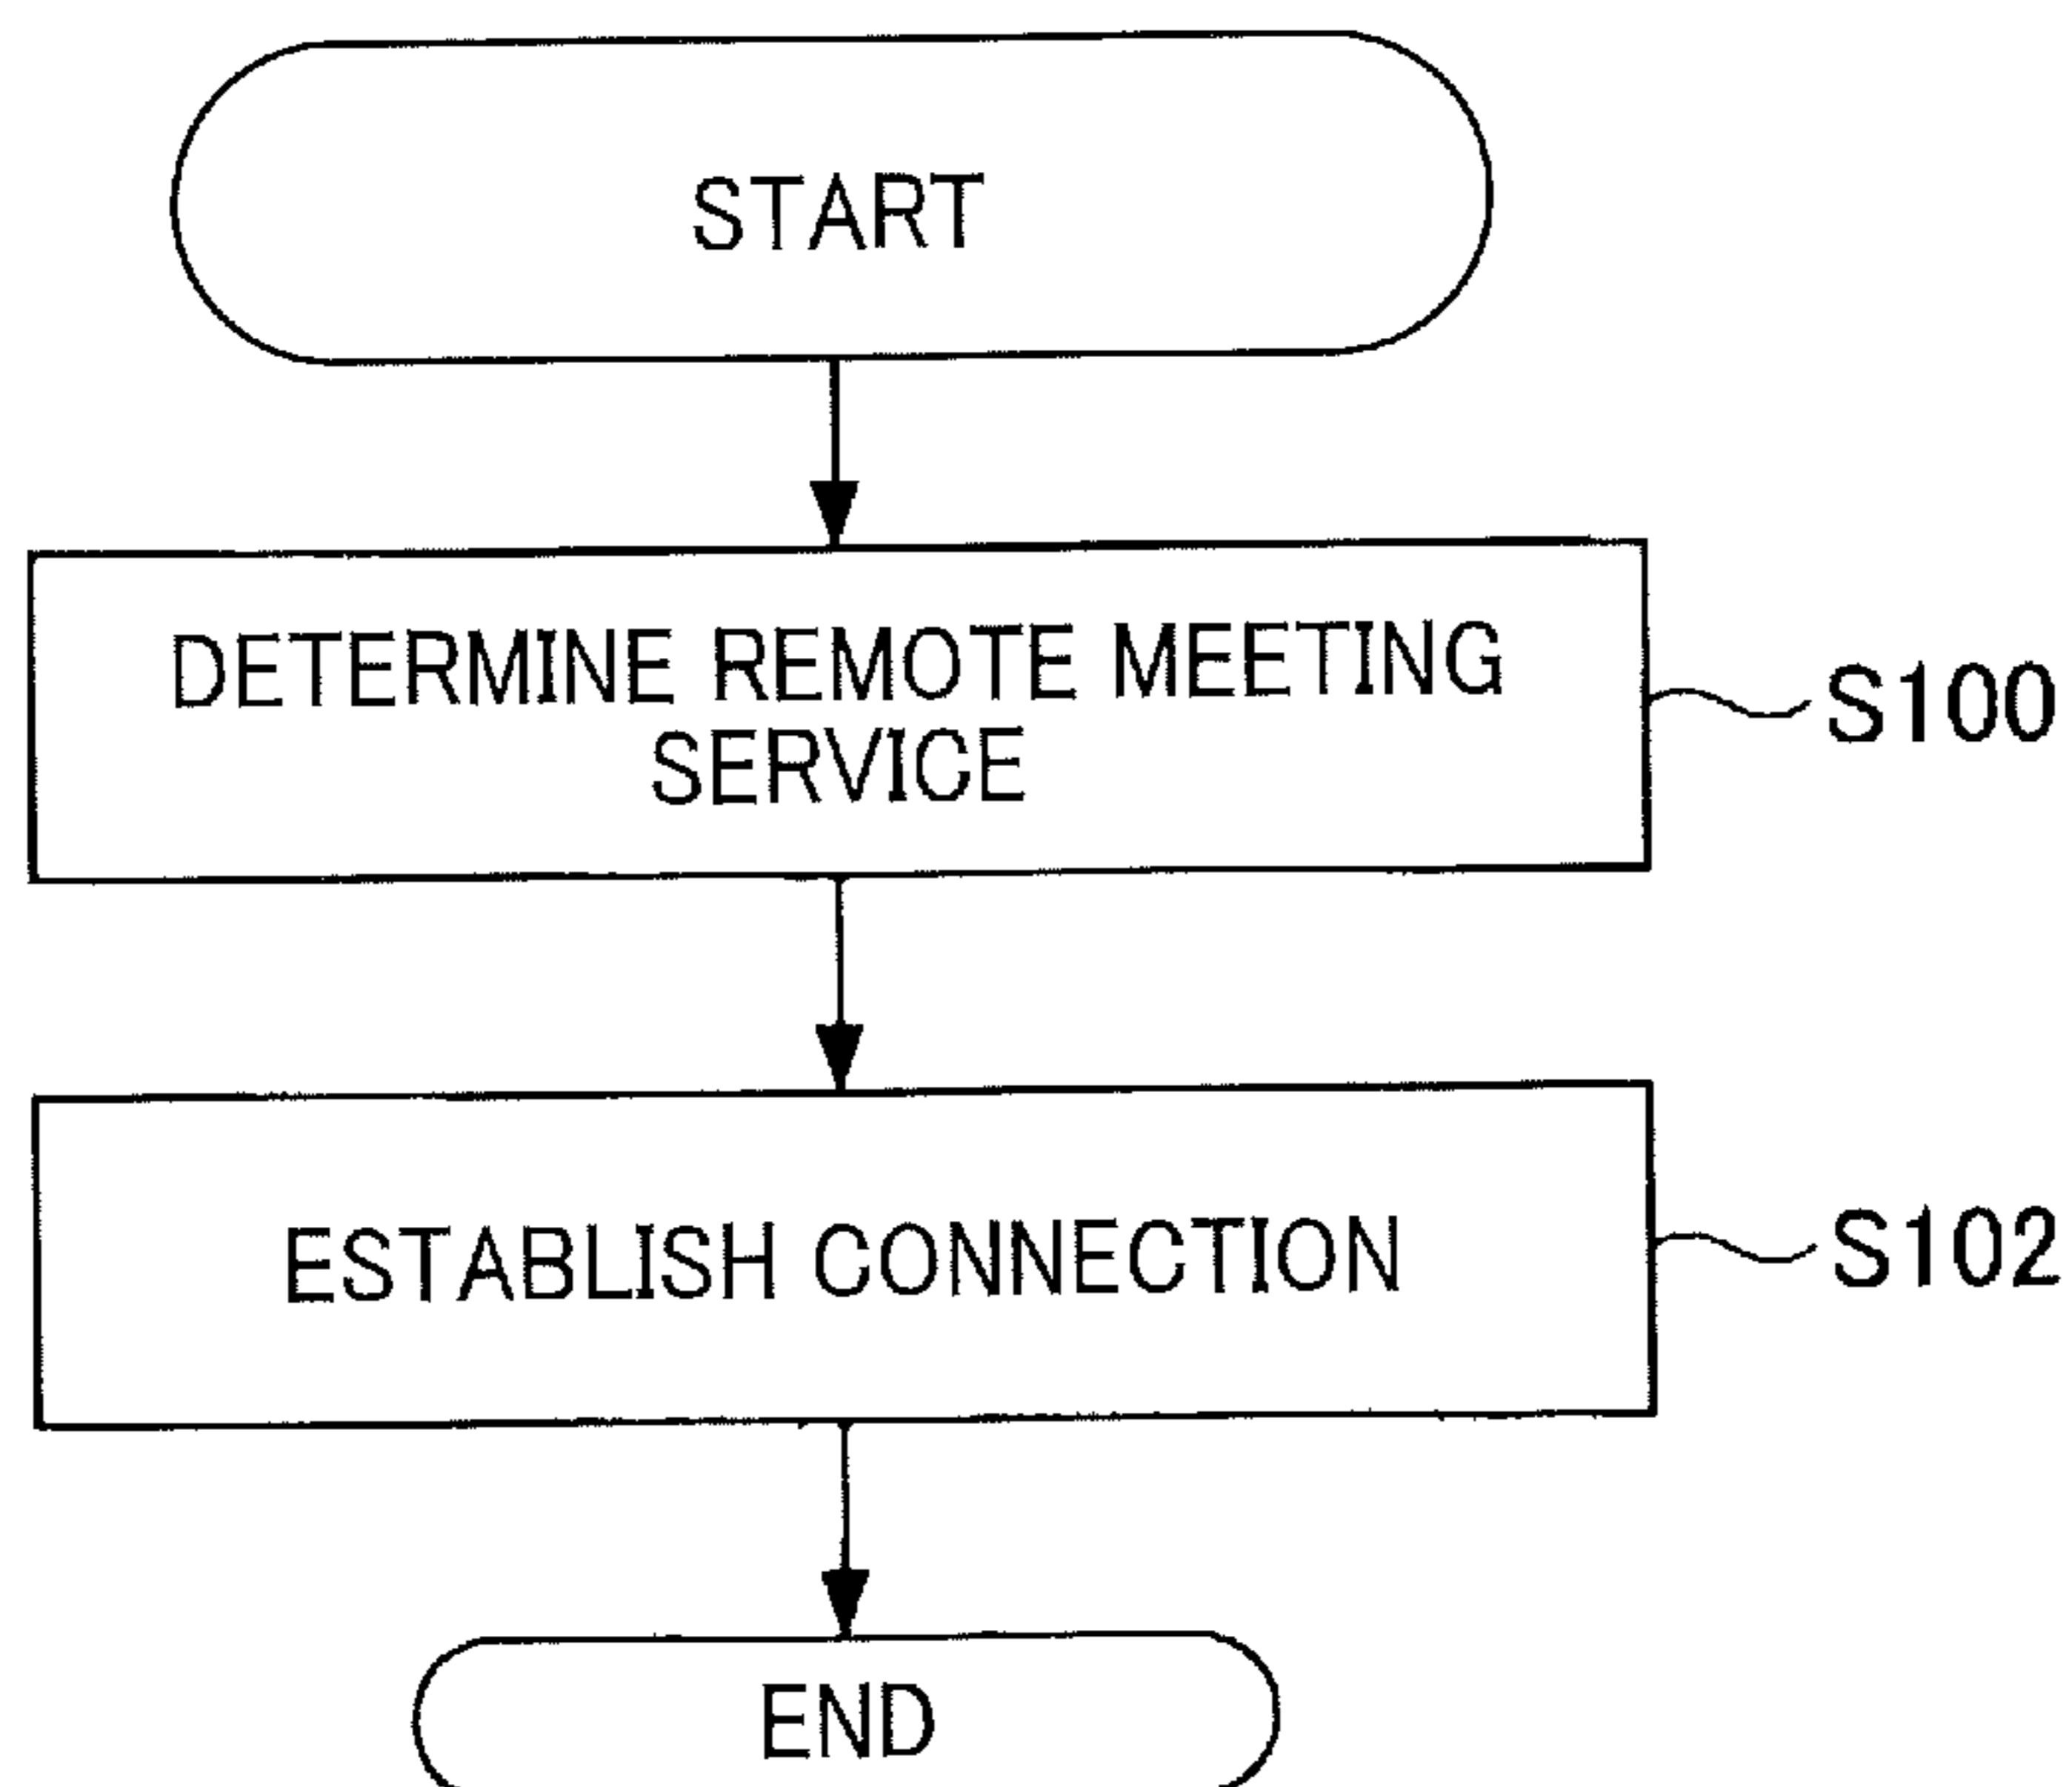 START
DETERMINE REMOTE MEETING
SERVICE
S100
ESTABLISH CONNECTION
S102
END